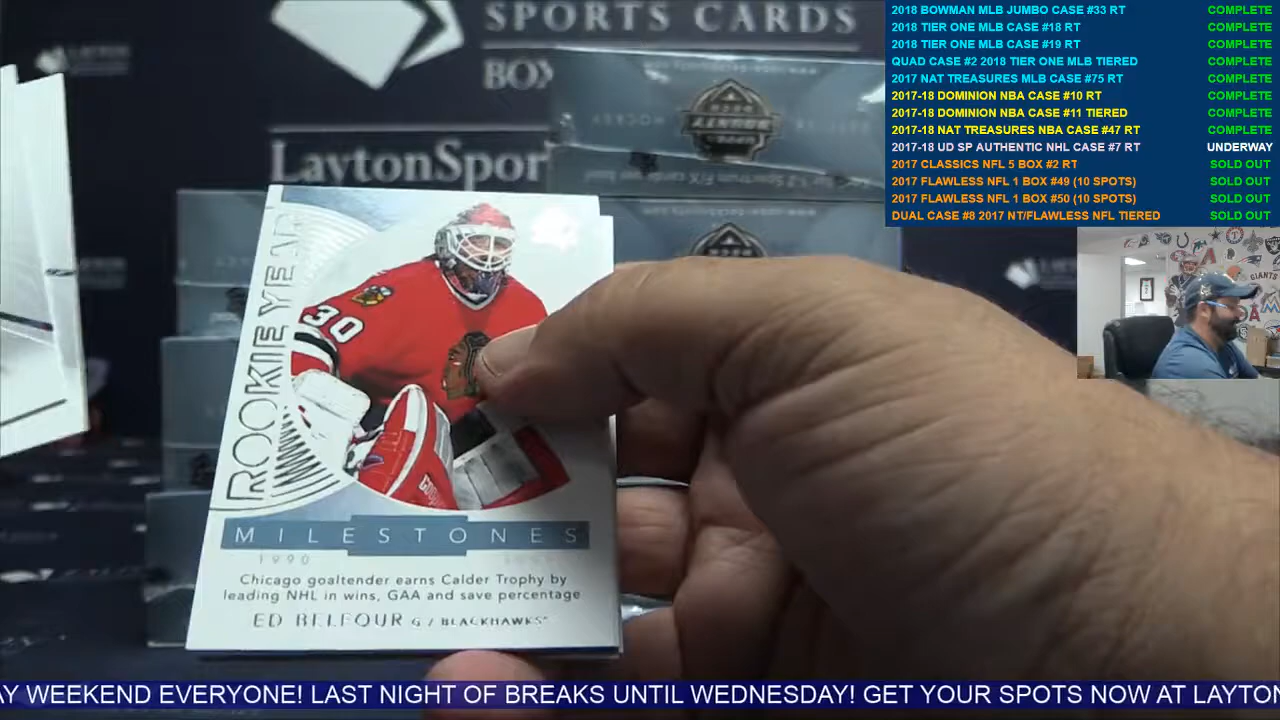 SPORTS CARDS
BOX
LaytonSpor
ROOKIE YEAR
30
MILESTONES
1990
Chicago goaltender earns Calder Trophy by
leading NHL in wins, GAA and save percentage
ED BELFOUR G / BLACKHAWKS
HOCKEY
2018 BOWMAN MLB JUMBO CASE #33 RT COMPLETE
2018 TIER ONE MLB CASE #18 RT COMPLETE
2018 TIER ONE MLB CASE #19 RT COMPLETE
QUAD CASE #2 2018 TIER ONE MLB TIERED COMPLETE
2017 NAT TREASURES MLB CASE #75 RT COMPLETE
2017-18 DOMINION NBA CASE #10 RT COMPLETE
2017-18 DOMINION NBA CASE #11 TIERED COMPLETE
2017-18 NAT TREASURES NBA CASE #47 RT COMPLETE
2017-18 UD SP AUTHENTIC NHL CASE #7 RT UNDERWAY
2017 CLASSICS NFL 5 BOX #2 RT SOLD OUT
2017 FLAWLESS NFL 1 BOX #49 (10 SPOTS) SOLD OUT
2017 FLAWLESS NFL 1 BOX #50 (10 SPOTS) SOLD OUT
DUAL CASE #8 2017 NT/FLAWLESS NFL TIERED SOLD OUT
GIANTS
AY WEEKEND EVERYONE! LAST NIGHT OF BREAKS UNTIL WEDNESDAY! GET YOUR SPOTS NOW AT LAYTON